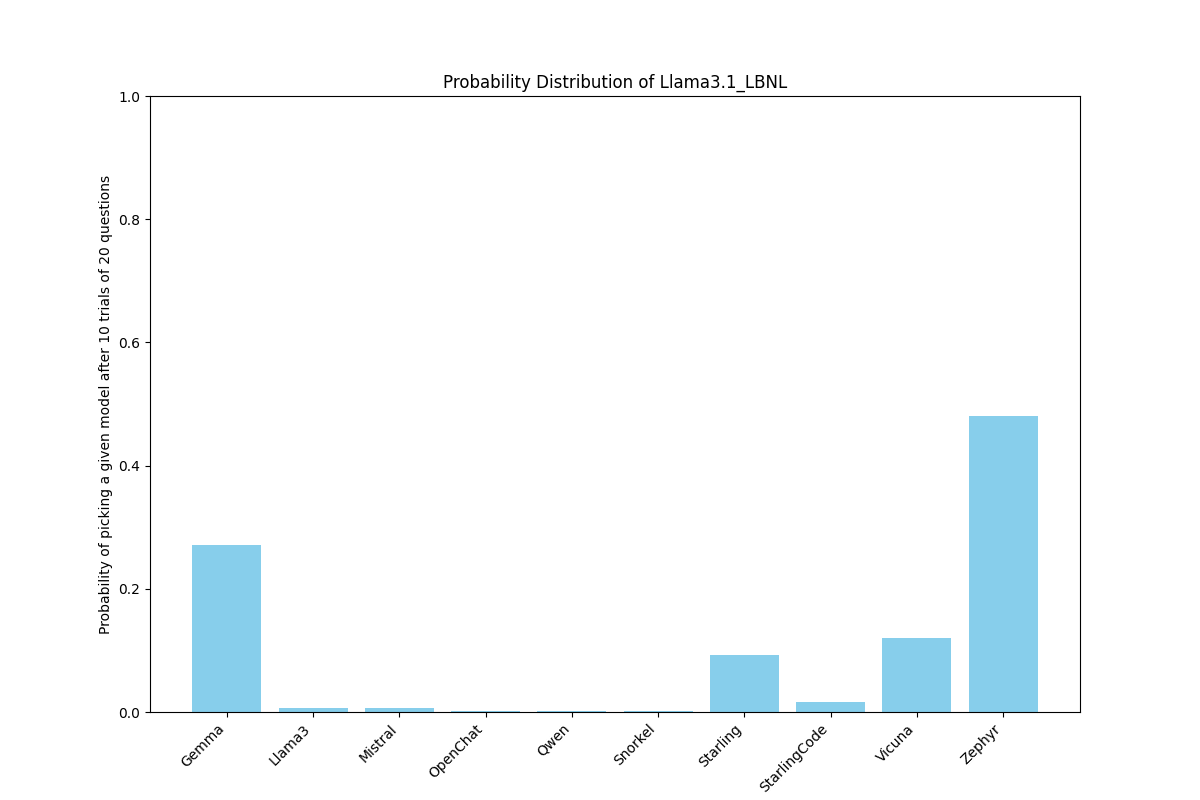 Probability Distribution of Llama3.1_LBNL
Probability of picking a given model after 10 trials of 20 questions
1.0
0.8
0.6
0.4
0.2
0.0
Gemma
Llama3
Mistral
OpenChat
Qwen
Snorkel
Starling
StarlingCode
Vicuna
Zephyr